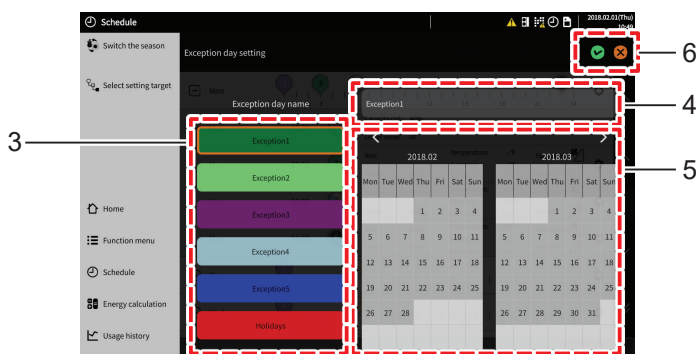 Schedule
2018.02.01(Thu)
10:49
Switch the season
Select setting target
Home
Function menu
Schedule
Energy calculation
Usage history
Exception day setting
6
Mon
Exception day name
3
Exception1
Exception2
Exception3
Exception4
Exception5
Holidays
Exception1
4
5
2018.02
Mon Tue Wed Thu Fri Sat Sun
1 2 3 4
5 6 7 8 9 10 11
12 13 14 15 16 17 18
19 20 21 22 23 24 25
26 27 28
2018.03
Mon Tue Wed Thu Fri Sat Sun
1 2 3 4
5 6 7 8 9 10 11
12 13 14 15 16 17 18
19 20 21 22 23 24 25
26 27 28 29 30 31